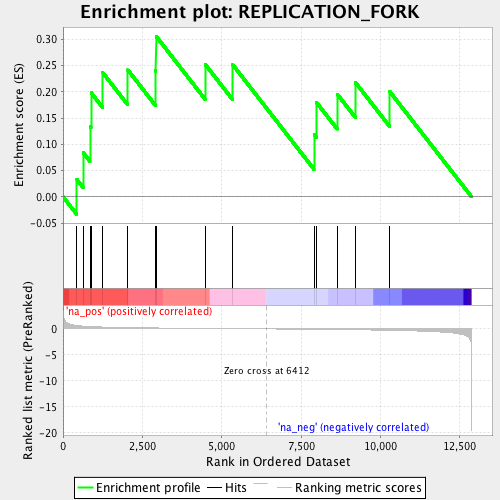 Enrichment plot: REPLICATION_FORK
Enrichment score (ES)
0.30
0.25
0.20
0.15
0.10
0.05
0.00
-0.05
'na_pos' (positively correlated)
Ranked list metric (PreRanked)
0
-5
-10
-15
-20
Zero cross at 6412
'na_neg' (negatively correlated)
0
2,500
5,000
7,500
10,000
12,500
Rank in Ordered Dataset
Enrichment profile
Hits
Ranking metric scores